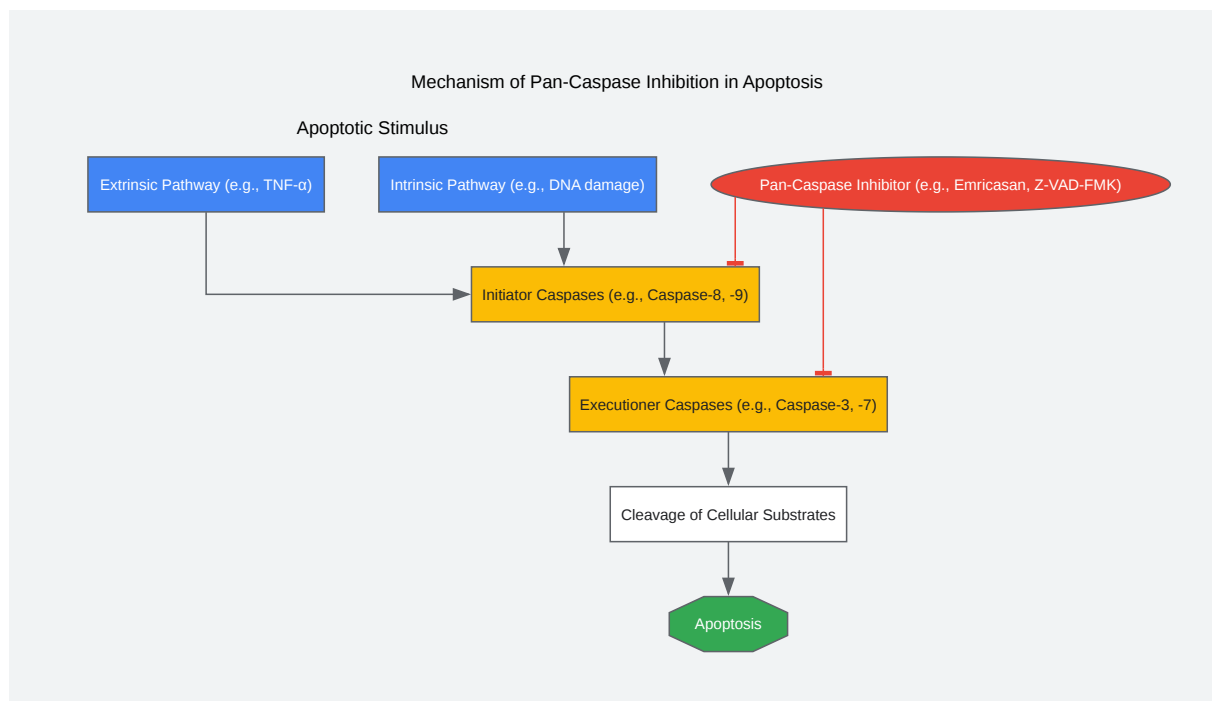 Mechanism of Pan-Caspase Inhibition in Apoptosis
Apoptotic Stimulus
Extrinsic Pathway (e.g., TNF-α)
Intrinsic Pathway (e.g., DNA damage)
Pan-Caspase Inhibitor (e.g., Emricasan, Z-VAD-FMK)
Initiator Caspases (e.g., Caspase-8, -9)
Executioner Caspases (e.g., Caspase-3, -7)
Cleavage of Cellular Substrates
Apoptosis